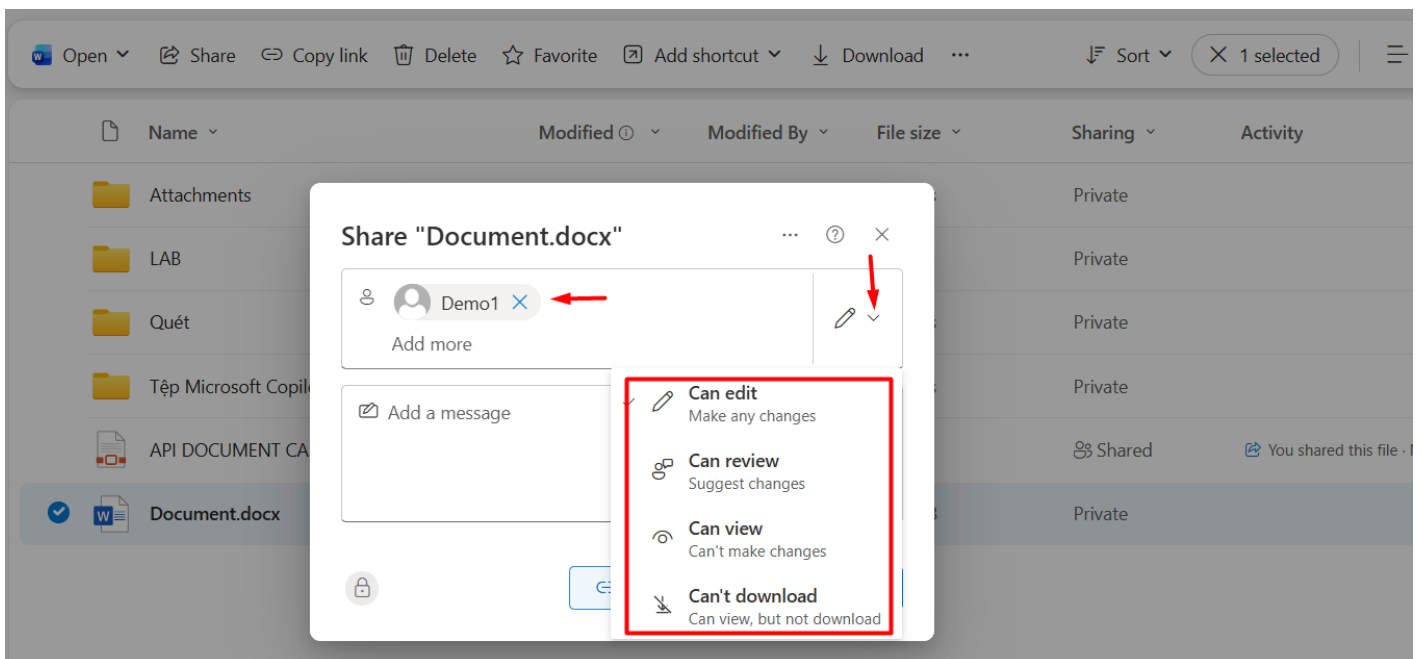 Open Share Copy link Delete Favorite Add shortcut Download ... Sort 1 selected
Name Modified Modified By File size Sharing Activity
Attachments Private
LAB Private
Quét Private
Tệp Microsoft Private
API DOCUMENT Shared You shared this file ·
Document.docx Private
Share "Document.docx"
Demo1
Add more
Add a message
Can edit
Make any changes
Can review
Suggest changes
Can view
Can't make changes
Can't download
Can view, but not download